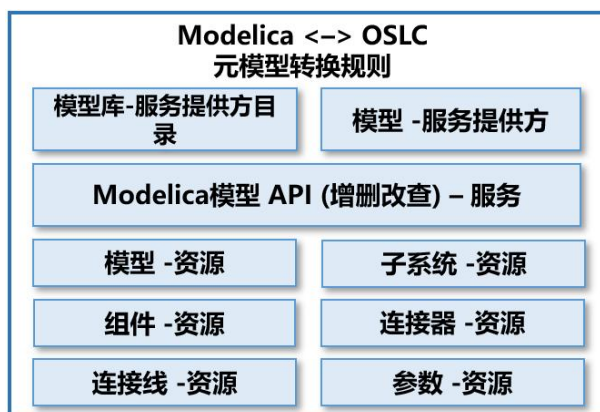 Modelica <–> OSLC
元模型转换规则
模型库-服务提供方目
录
模型 -服务提供方
Modelica模型 API (增删改查) – 服务
模型 -资源
子系统 -资源
组件 -资源
连接器 -资源
连接线 -资源
参数 -资源